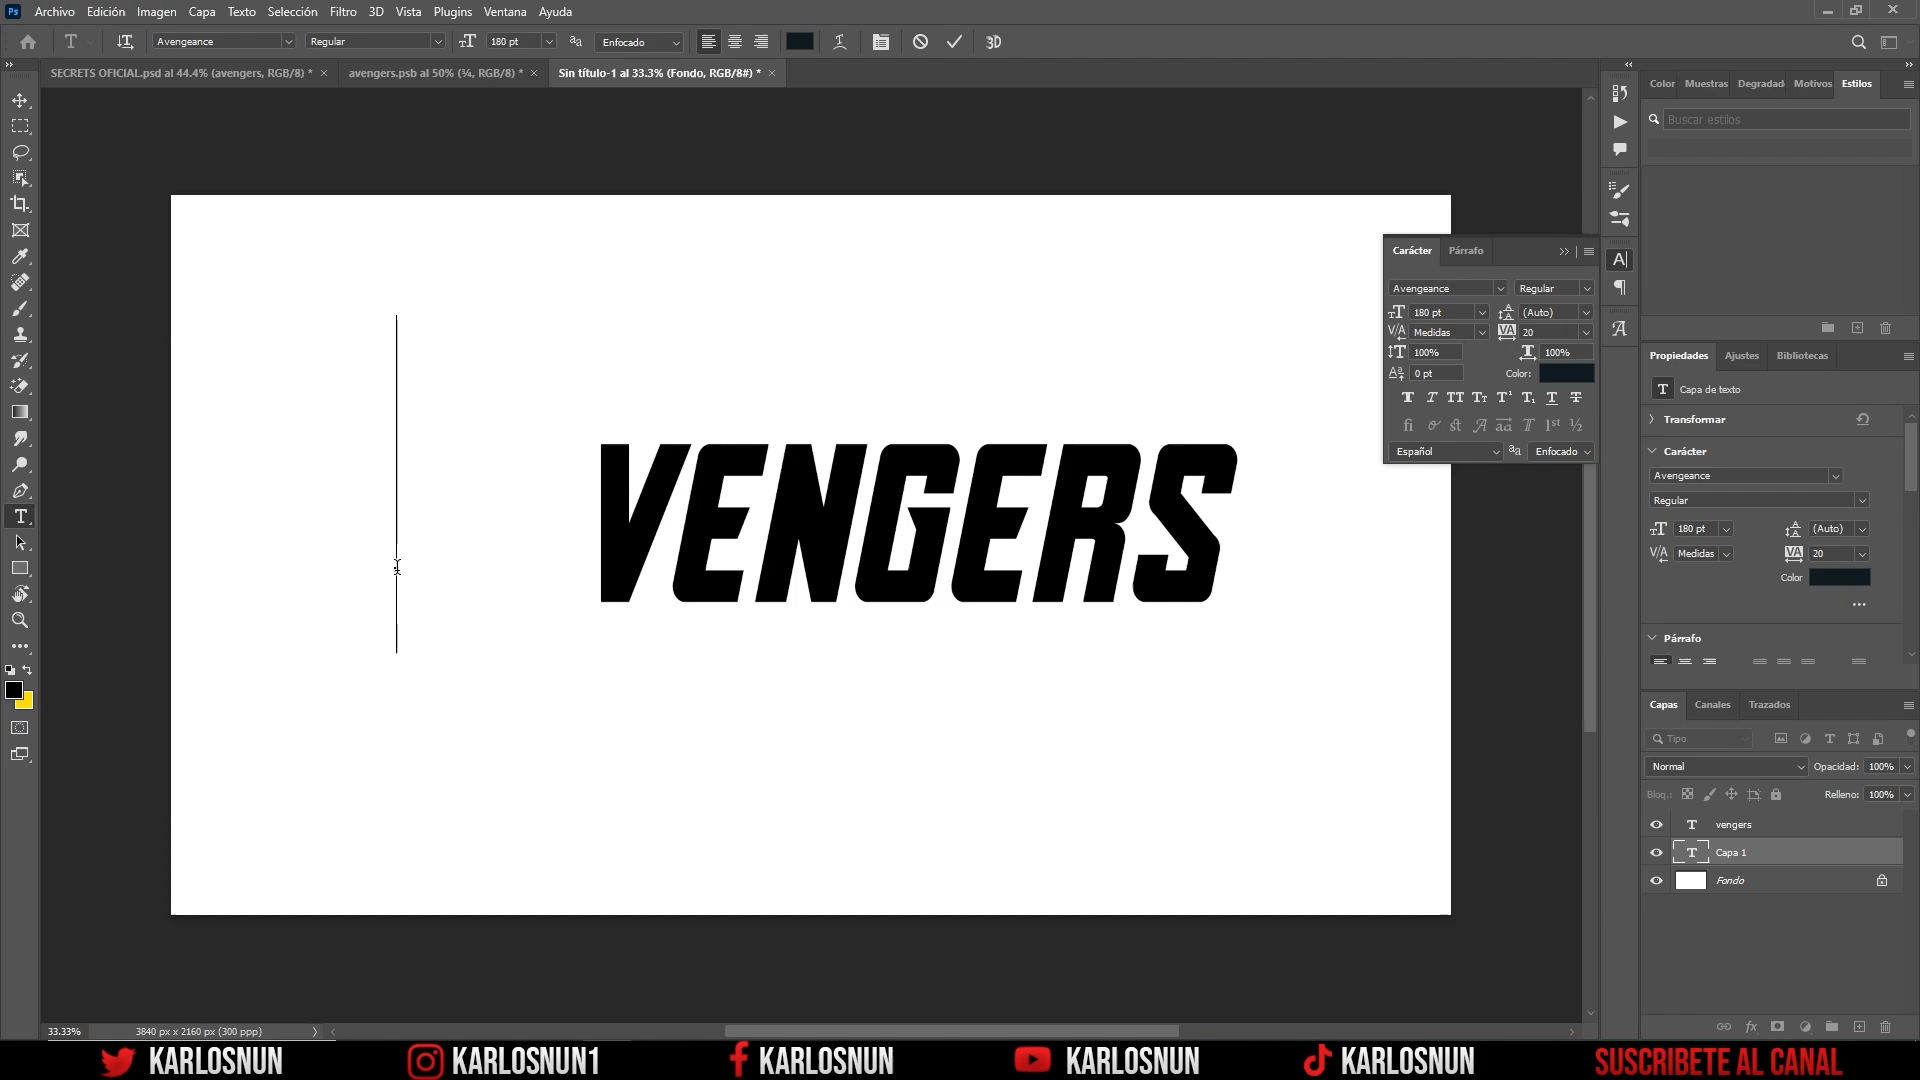 Ps Archivo Edición Imagen Capa Texto Selección Filtro 3D Vista Plugins Ventana Ayuda
T Avengeance Regular 180 pt Enfocado 3D
SECRETS OFICIAL.psd al 44.4% (avengers, RGB/8) * × avengers.psb al 50% (¾, RGB/8) * × Sin título-1 al 33.3% (Fondo, RGB/8#) * ×
VENGERS
Carácter Párrafo
Avengeance Regular
180 pt (Auto)
Medidas 20
100% 100%
0 pt Color:
Español Enfocado
Color Muestras Degradad Motivos Estilos
Buscar estilos
Propiedades Ajustes Bibliotecas
T Capa de texto
Transformar
Carácter
Avengeance
Regular
180 pt (Auto)
Medidas 20
Color
Párrafo
Capas Canales Trazados
Tipo
Normal Opacidad: 100%
Bloq.: Relleno: 100%
T vengers
T Capa 1
Fondo
33.33% 3840 px x 2160 px (300 ppp)
KARLOSNUN KARLOSNUN1 KARLOSNUN KARLOSNUN KARLOSNUN SUSCRIBETE AL CANAL